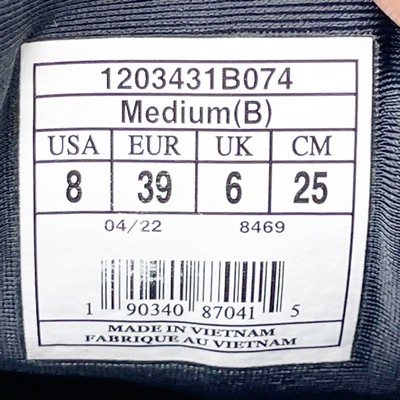 1203431B074
Medium(B)
USA EUR UK CM
8 39 6 25
04/22 8469
1 90340 87041 5
MADE IN VIETNAM
FABRIQUE AU VIETNAM